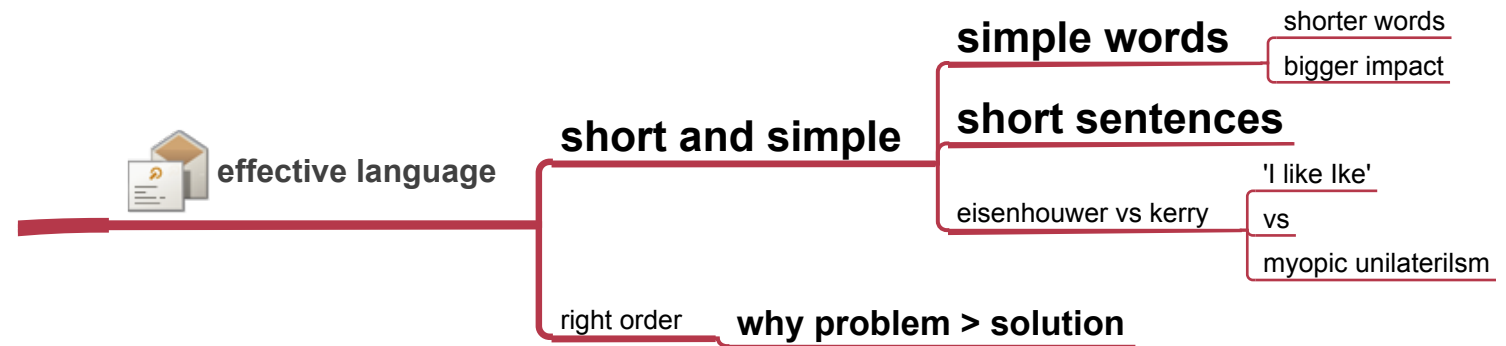 effective language
short and simple
simple words
shorter words
bigger impact
short sentences
eisenhouwer vs kerry
'I like Ike'
vs
myopic unilaterilsm
right order
why problem > solution